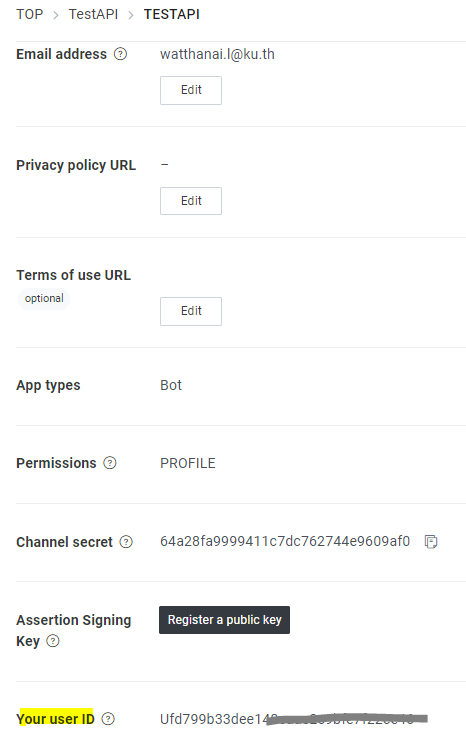 TOP > TestAPI > TESTAPI
Email address watthanai.l@ku.th
Edit
Privacy policy URL –
Edit
Terms of use URL
optional
Edit
App types Bot
Permissions PROFILE
Channel secret 64a28fa9999411c7dc762744e9609af0
Assertion Signing
Key
Register a public key
Your user ID Ufd799b33dee14